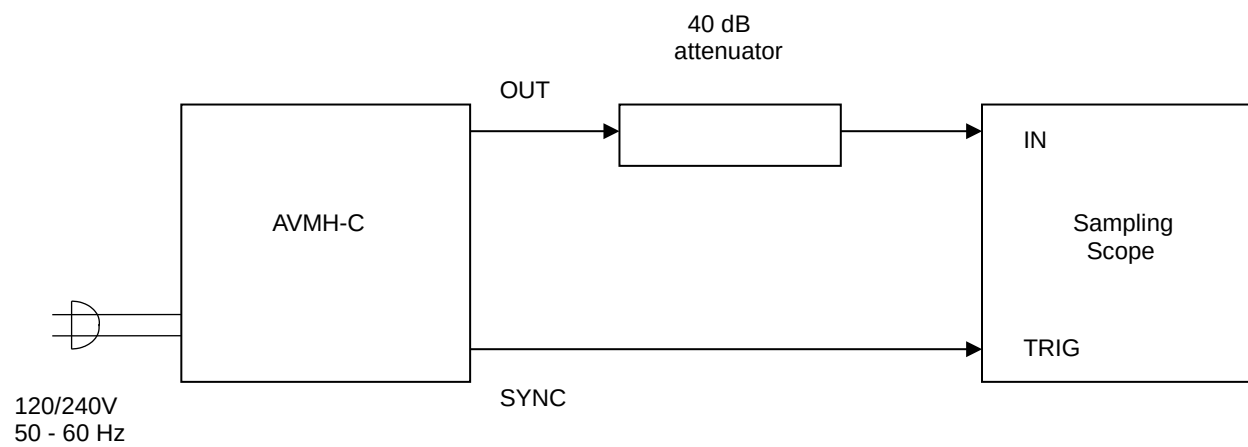 40 dB
attenuator
OUT
IN
AVMH-C
Sampling
Scope
TRIG
SYNC
120/240V
50 - 60 Hz